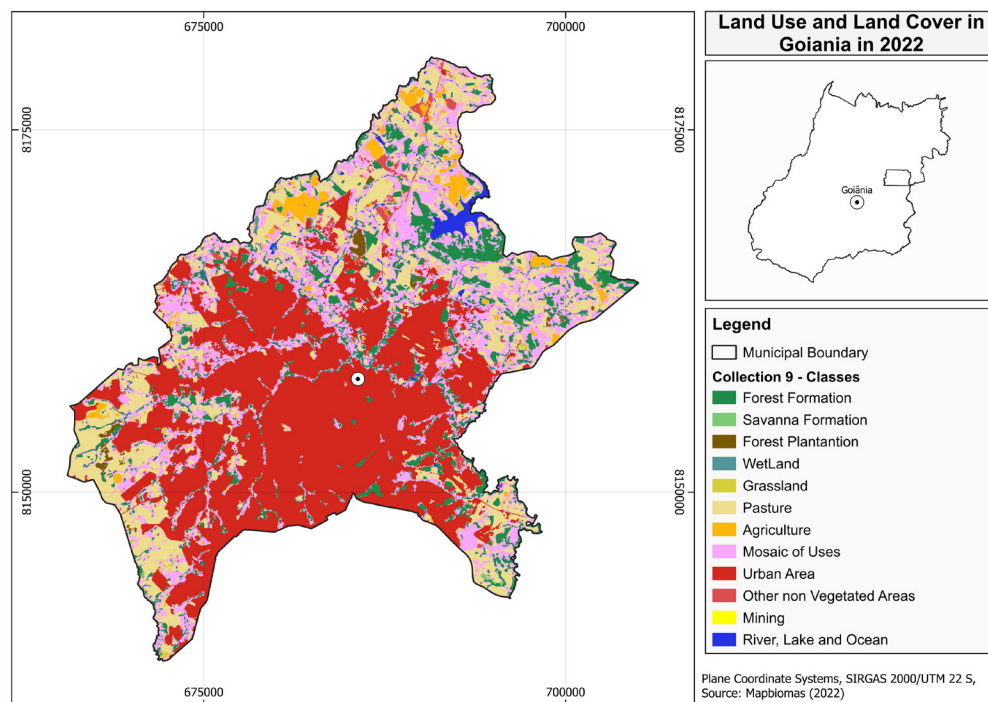 675000
700000
Land Use and Land Cover in
Goiania in 2022
8175000
8175000
Goiânia
8150000
8150000
Legend
Municipal Boundary
Collection 9 - Classes
Forest Formation
Savanna Formation
Forest Plantantion
WetLand
Grassland
Pasture
Agriculture
Mosaic of Uses
Urban Area
Other non Vegetated Areas
Mining
River, Lake and Ocean
675000
700000
Plane Coordinate Systems, SIRGAS 2000/UTM 22 S,
Source: Mapbiomas (2022)